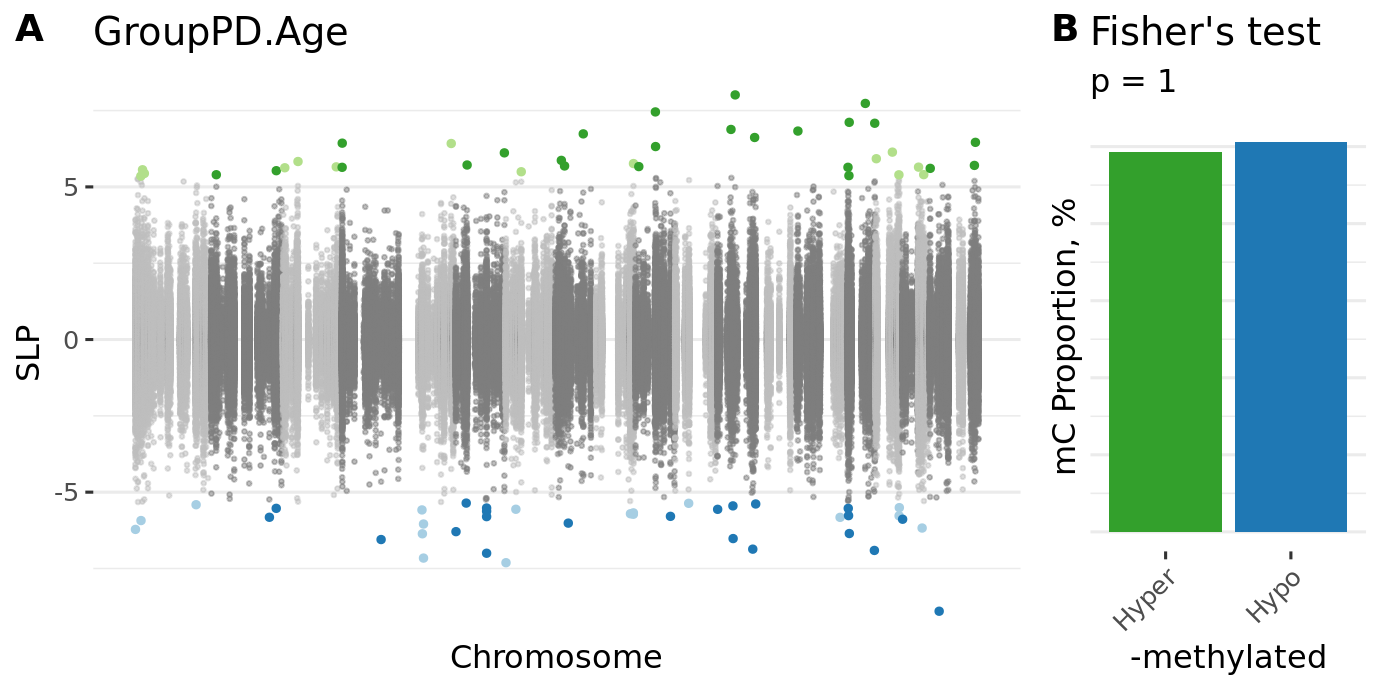 A GroupPD.Age
SLP
5
0
-5
Chromosome
B Fisher's test
p = 1
mC Proportion, %
Hyper
Hypo
-methylated